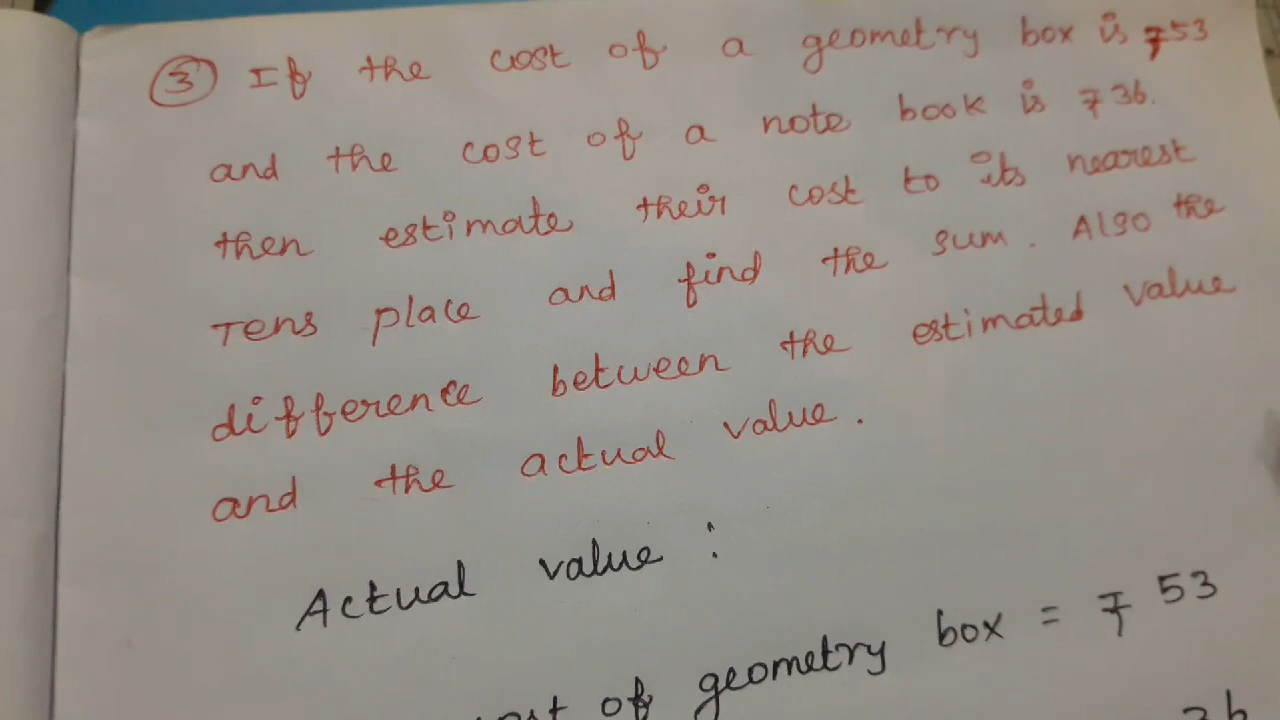 ③ If the cost of a geometry box is ₹53
and the cost of a note book is ₹36.
then estimate their cost to its nearest
Tens place and find the sum. Also the
difference between the estimated value
and the actual value.
Actual value :
cost of geometry box = ₹ 53
36